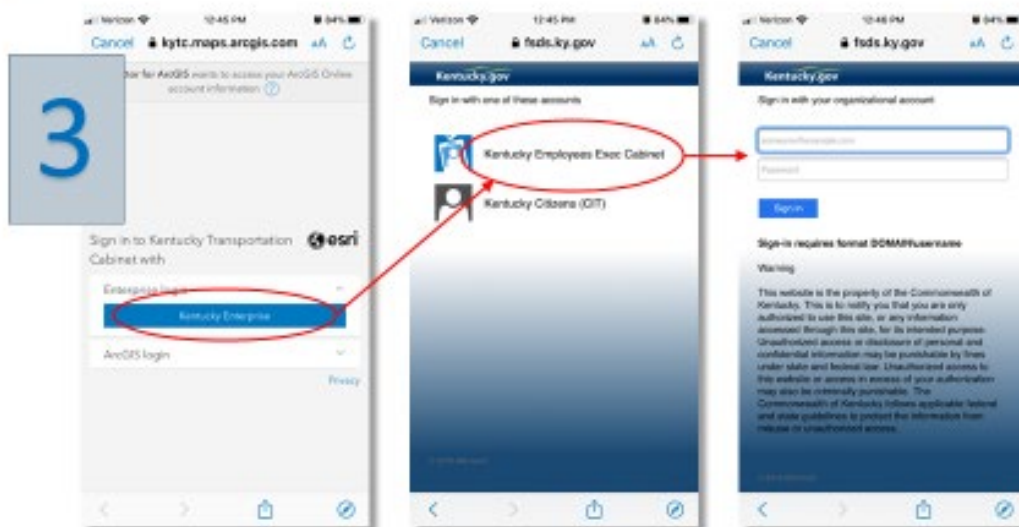 3
Verizon 12:45 PM 84%
Cancel kytc.maps.arcgis.com AA
for ArcGIS wants to access your ArcGIS Online
account information ?
Sign in to Kentucky Transportation
Cabinet with
esri
Enterprise login
Kentucky Enterprise
ArcGIS login
Privacy
Verizon 12:45 PM 84%
Cancel fsds.ky.gov AA
Kentucky.gov
Sign in with one of these accounts
Kentucky Employees Exec Cabinet
Kentucky Citizens (CIT)
Verizon 12:46 PM 84%
Cancel fsds.ky.gov AA
Kentucky.gov
Sign in with your organizational account
someone@example.com
Password
Sign in
Sign-in requires format DOMAIN\username
Warning
This website is the property of the Commonwealth of
Kentucky. This is to notify you that you are only
authorized to use this site, or any information
accessed through this site, for its intended purpose.
Unauthorized access or disclosure of personal and
confidential information may be punishable by fines
under state and federal law. Unauthorized access to
this website or access in excess of your authorization
may also be criminally punishable. The
Commonwealth of Kentucky follows applicable federal
and state guidelines to protect the information from
misuse or unauthorized access.